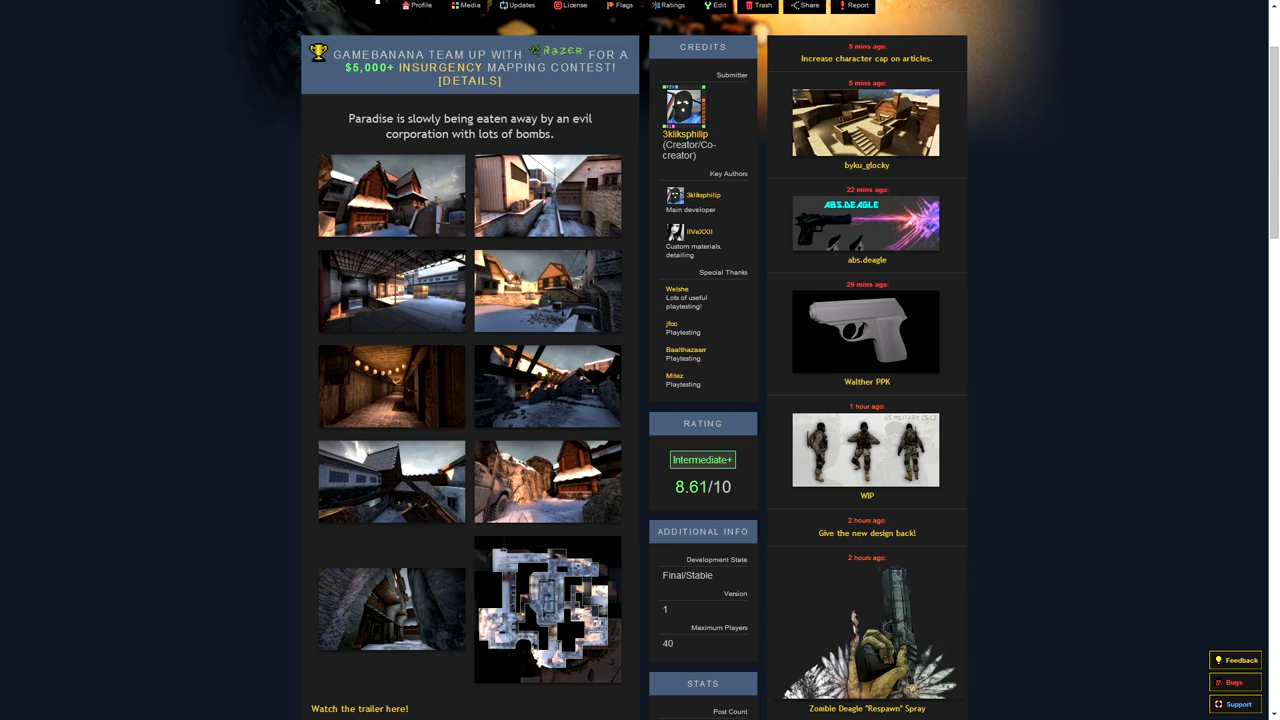 Profile
Media
Updates
License
Flags
Ratings
Edit
Trash
Share
Report
GAMEBANANA TEAM UP WITH RAZER FOR A
$5,000+ INSURGENCY MAPPING CONTEST!
[DETAILS]
Paradise is slowly being eaten away by an evil
corporation with lots of bombs.
Watch the trailer here!
CREDITS
Submitter
3kliksphilip
(Creator/Co-
creator)
Key Authors
3kliksphilip
Main developer
IIVeXXII
Custom materials,
detailing
Special Thanks
Welshe
Lots of useful
playtesting!
jfoc
Playtesting
Baalthazaarr
Playtesting
Mitez
Playtesting
RATING
Intermediate+
8.61/10
ADDITIONAL INFO
Development State
Final/Stable
Version
1
Maximum Players
40
STATS
Post Count
5 mins ago:
Increase character cap on articles.
5 mins ago:
byku_glocky
22 mins ago:
ABS.DEAGLE
abs.deagle
26 mins ago:
Walther PPK
1 hour ago:
WIP
2 hours ago:
Give the new design back!
2 hours ago:
Zombie Deagle "Respawn" Spray
Feedback
Bugs
Support